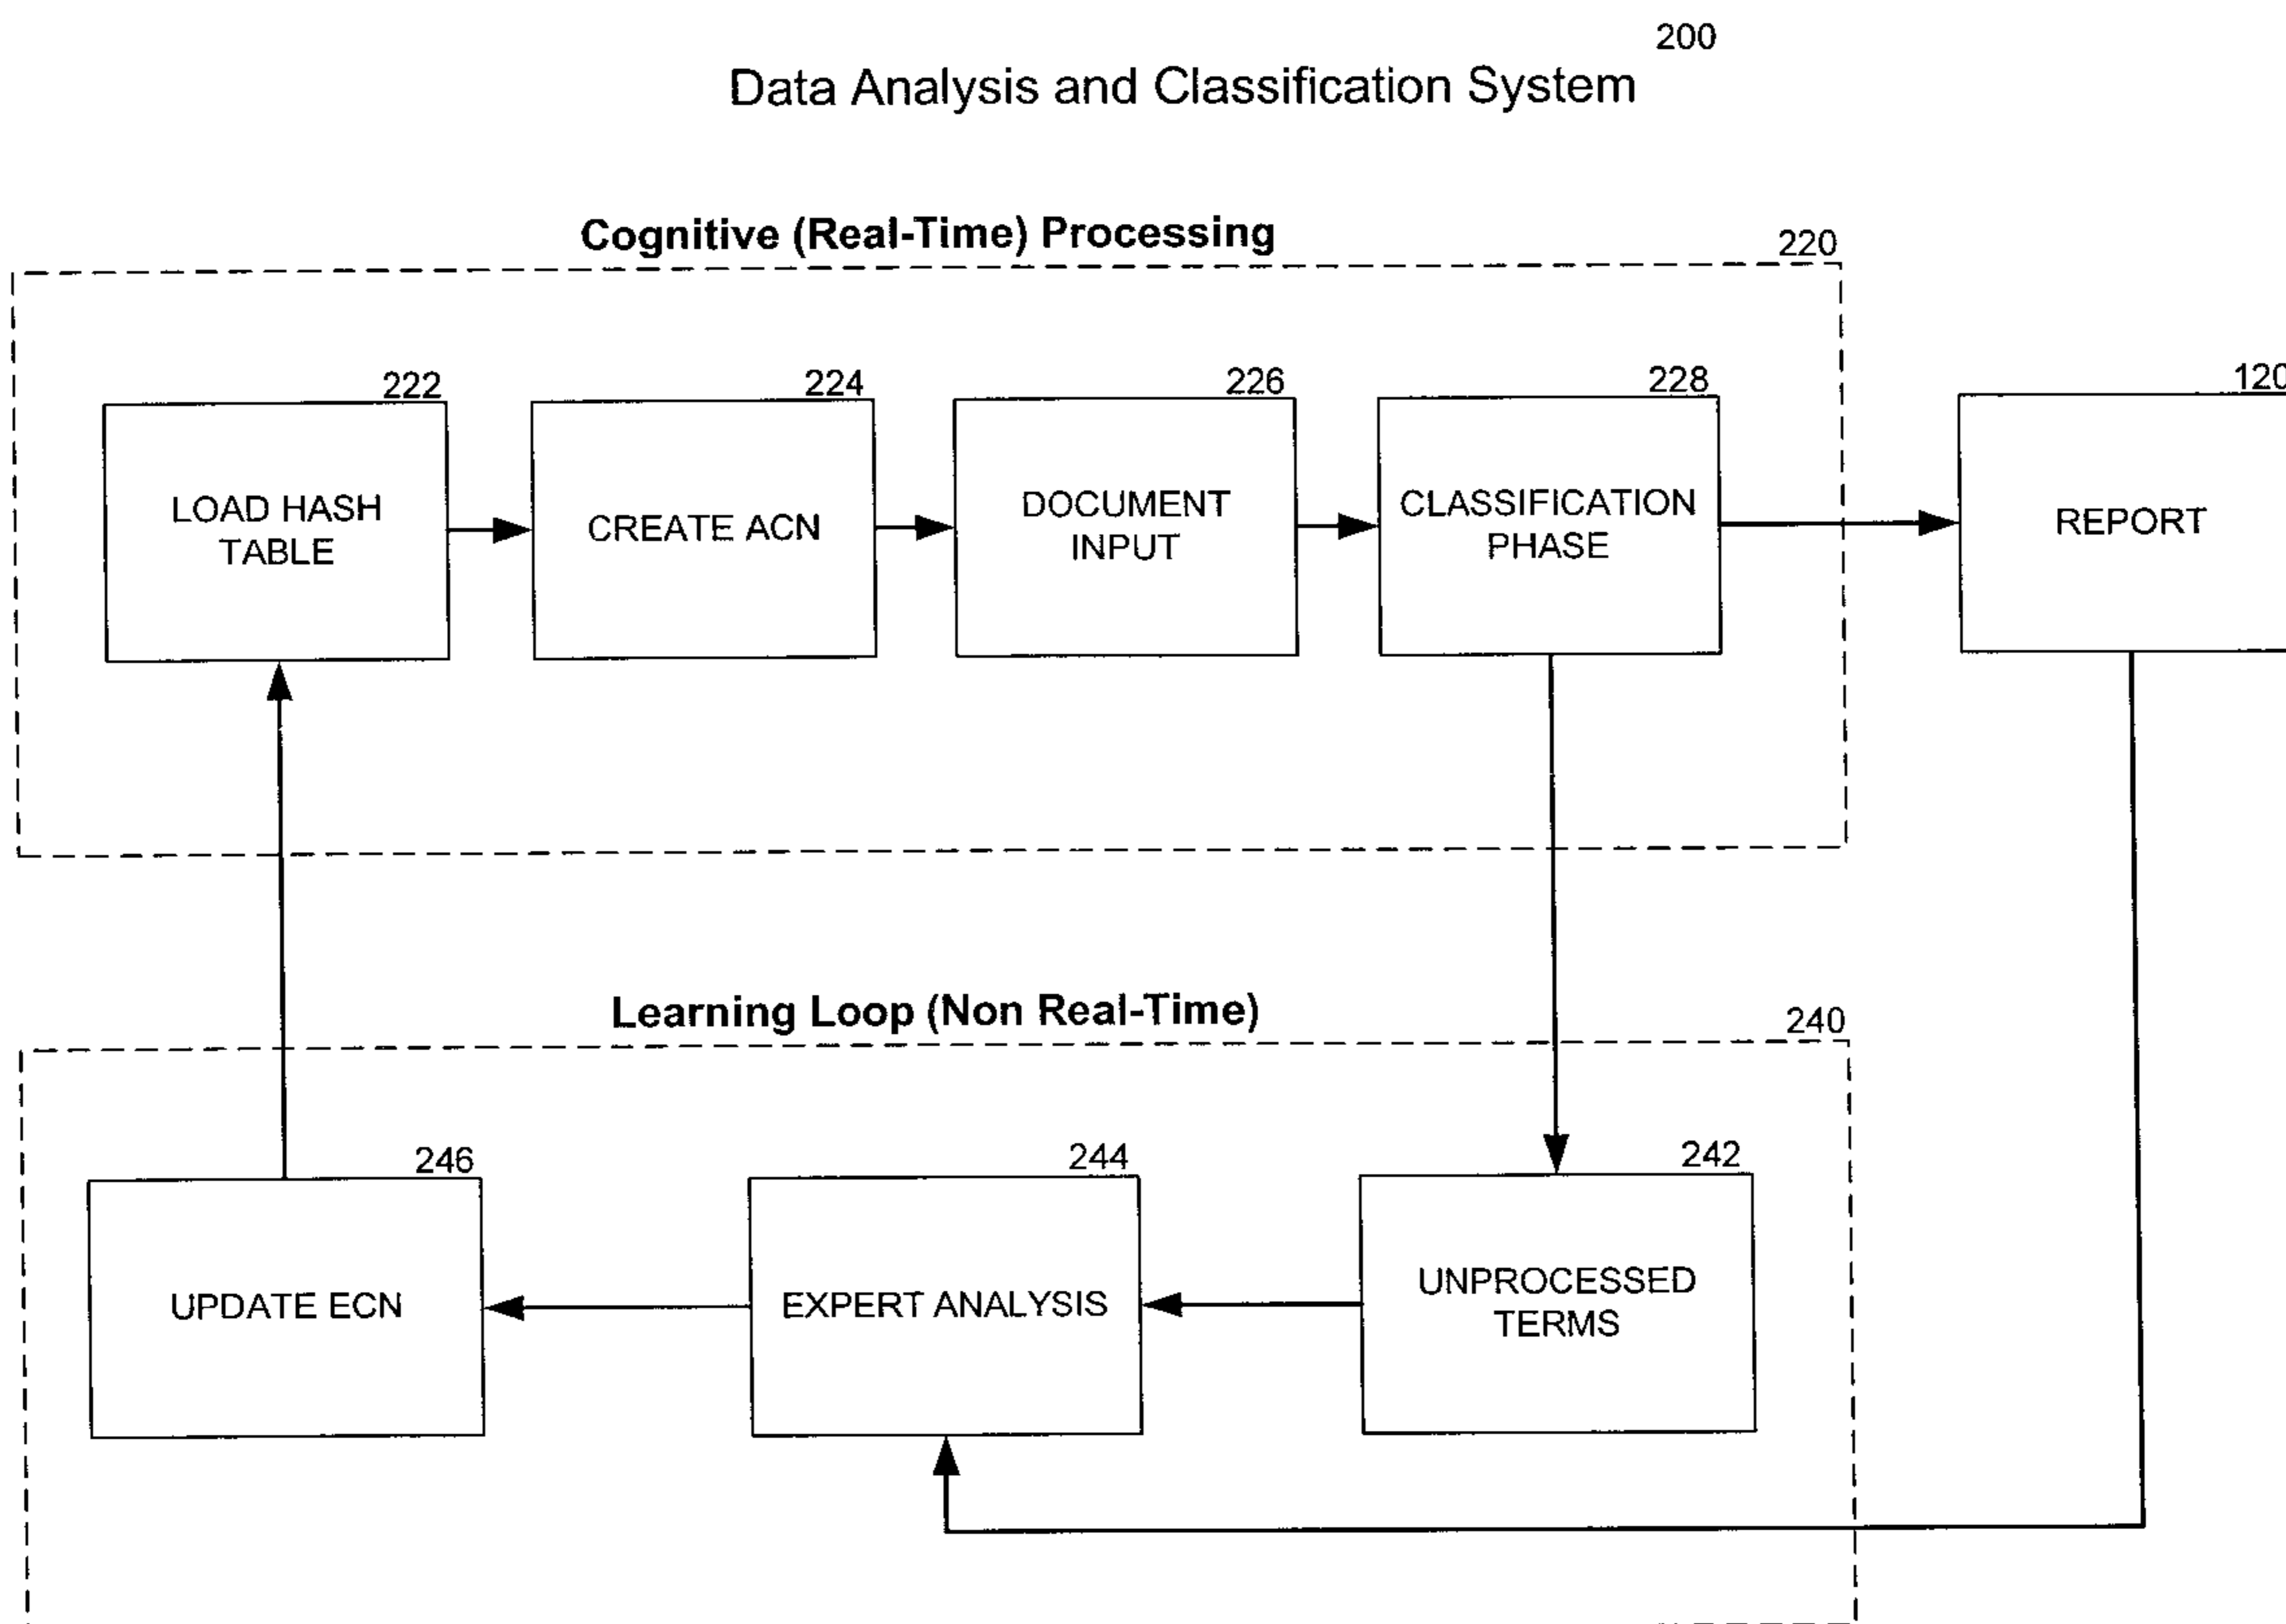 200
Data Analysis and Classification System
Cognitive (Real-Time) Processing
220
222
LOAD HASH
TABLE
224
CREATE ACN
226
DOCUMENT
INPUT
228
CLASSIFICATION
PHASE
120
REPORT
Learning Loop (Non Real-Time)
240
246
UPDATE ECN
244
EXPERT ANALYSIS
242
UNPROCESSED
TERMS